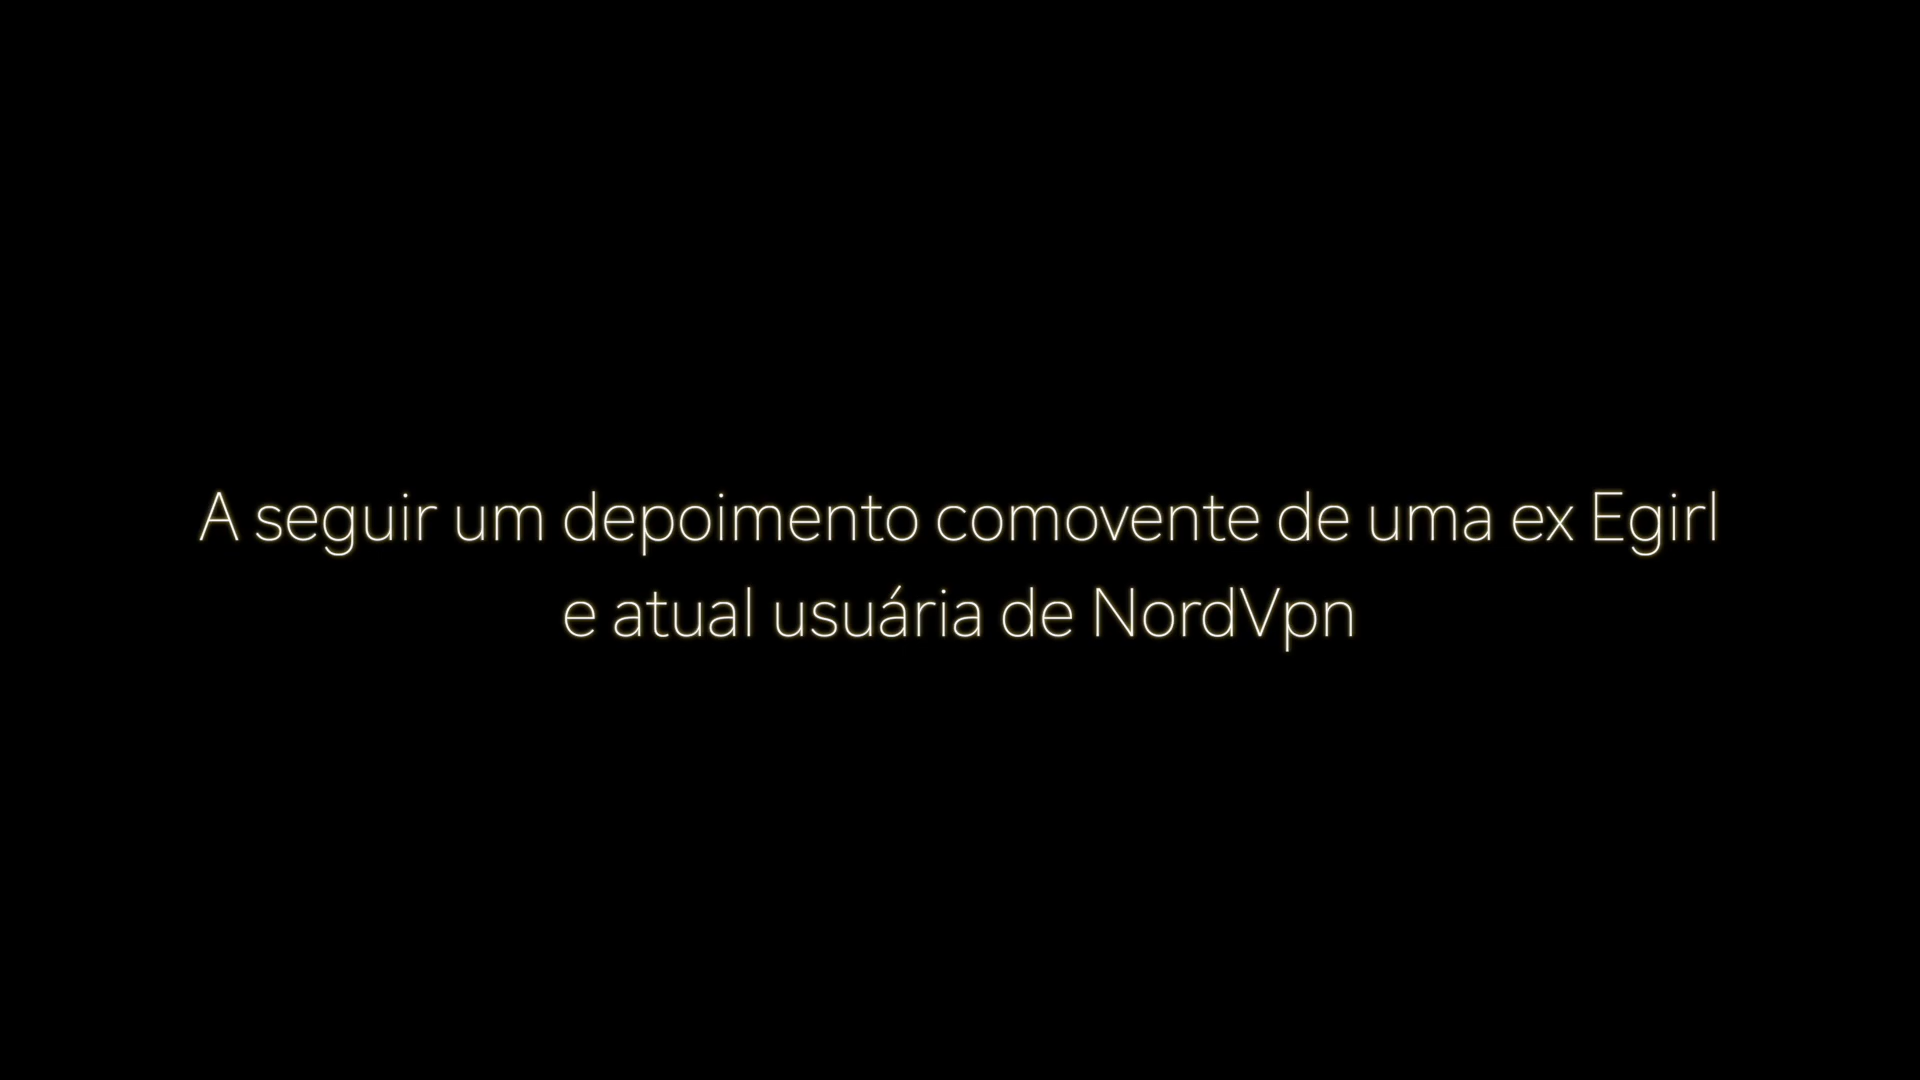 A seguir um depoimento comovente de uma ex Egirl
e atual usuária de NordVpn